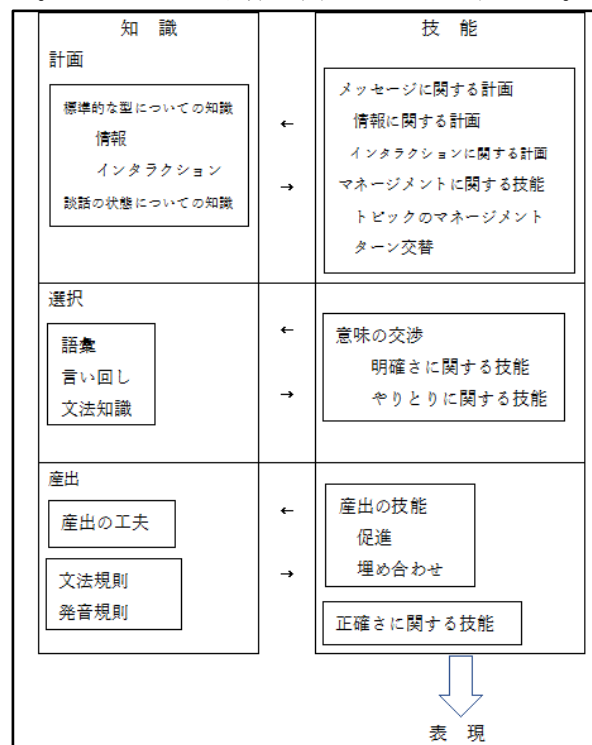 知 識
技 能
計画
標準的な型についての知識
情報
インタラクション
談話の状態についての知識
←
→
メッセージに関する計画
情報に関する計画
インタラクションに関する計画
マネージメントに関する技能
トピックのマネージメント
ターン交替
選択
語彙
言い回し
文法知識
←
→
意味の交渉
明確さに関する技能
やりとりに関する技能
産出
産出の工夫
文法規則
発音規則
←
→
産出の技能
促進
埋め合わせ
正確さに関する技能
表 現